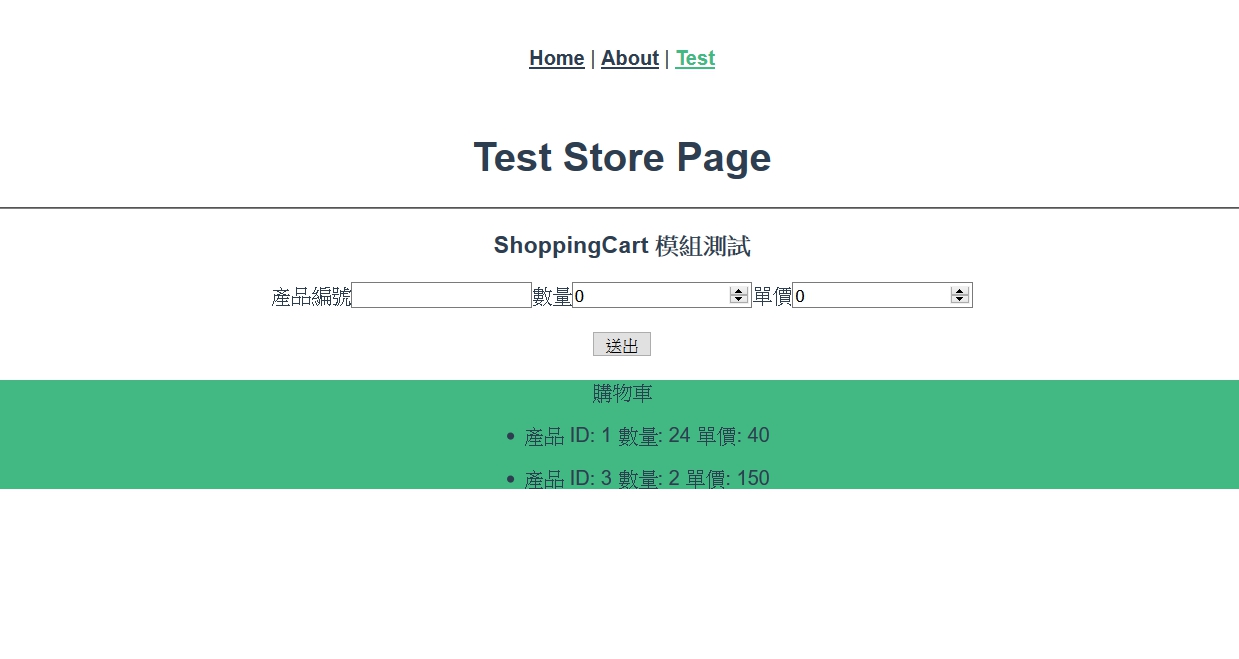 Home | About | Test
Test Store Page
ShoppingCart 模組測試
產品編號 數量 0 單價 0
送出
購物車
• 產品 ID: 1 數量: 24 單價: 40
• 產品 ID: 3 數量: 2 單價: 150